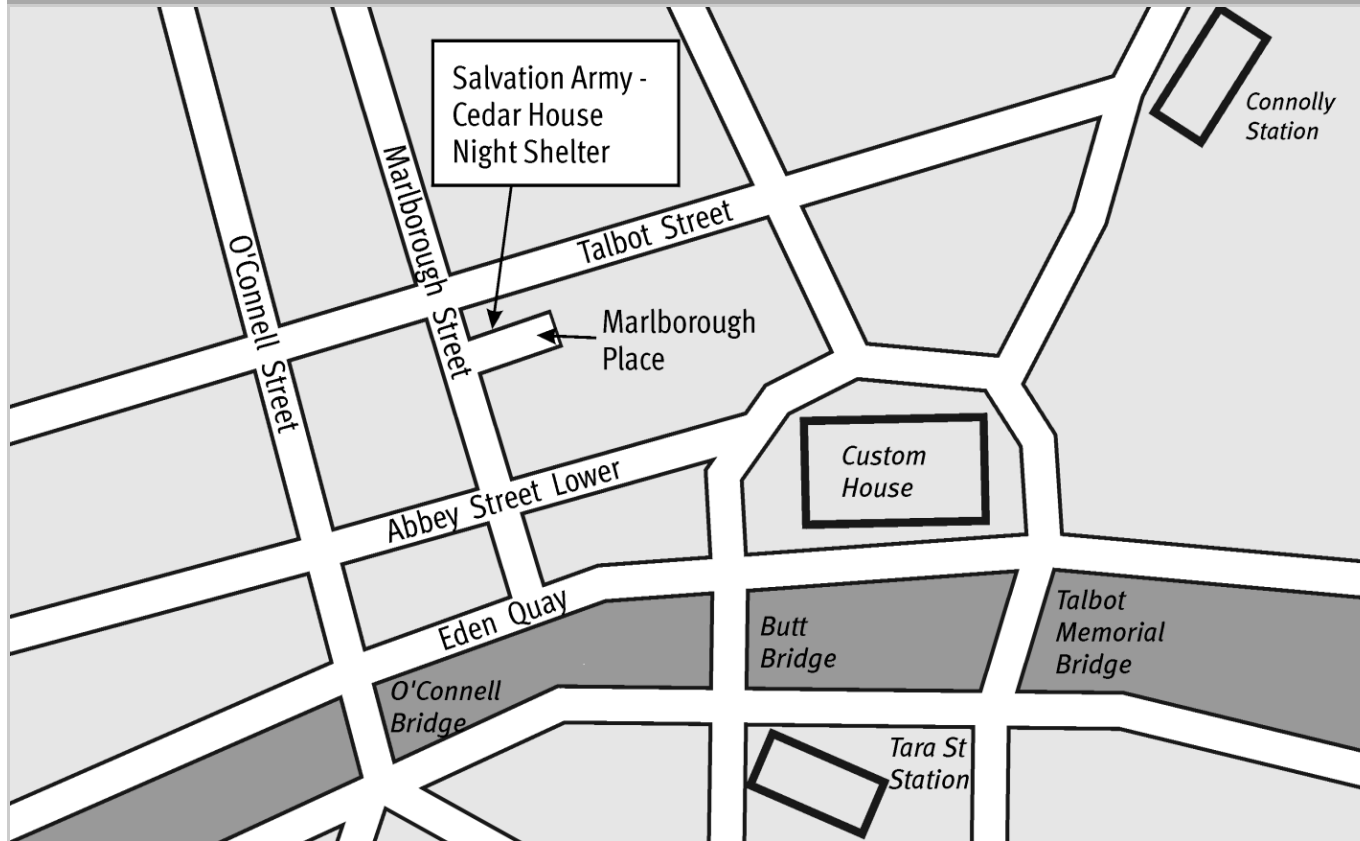 Salvation Army -
Cedar House
Night Shelter
Connolly
Station
Marlborough Street
O'Connell Street
Talbot Street
Marlborough
Place
Custom
House
Abbey Street Lower
Eden Quay
Butt
Bridge
Talbot
Memorial
Bridge
O'Connell
Bridge
Tara St
Station